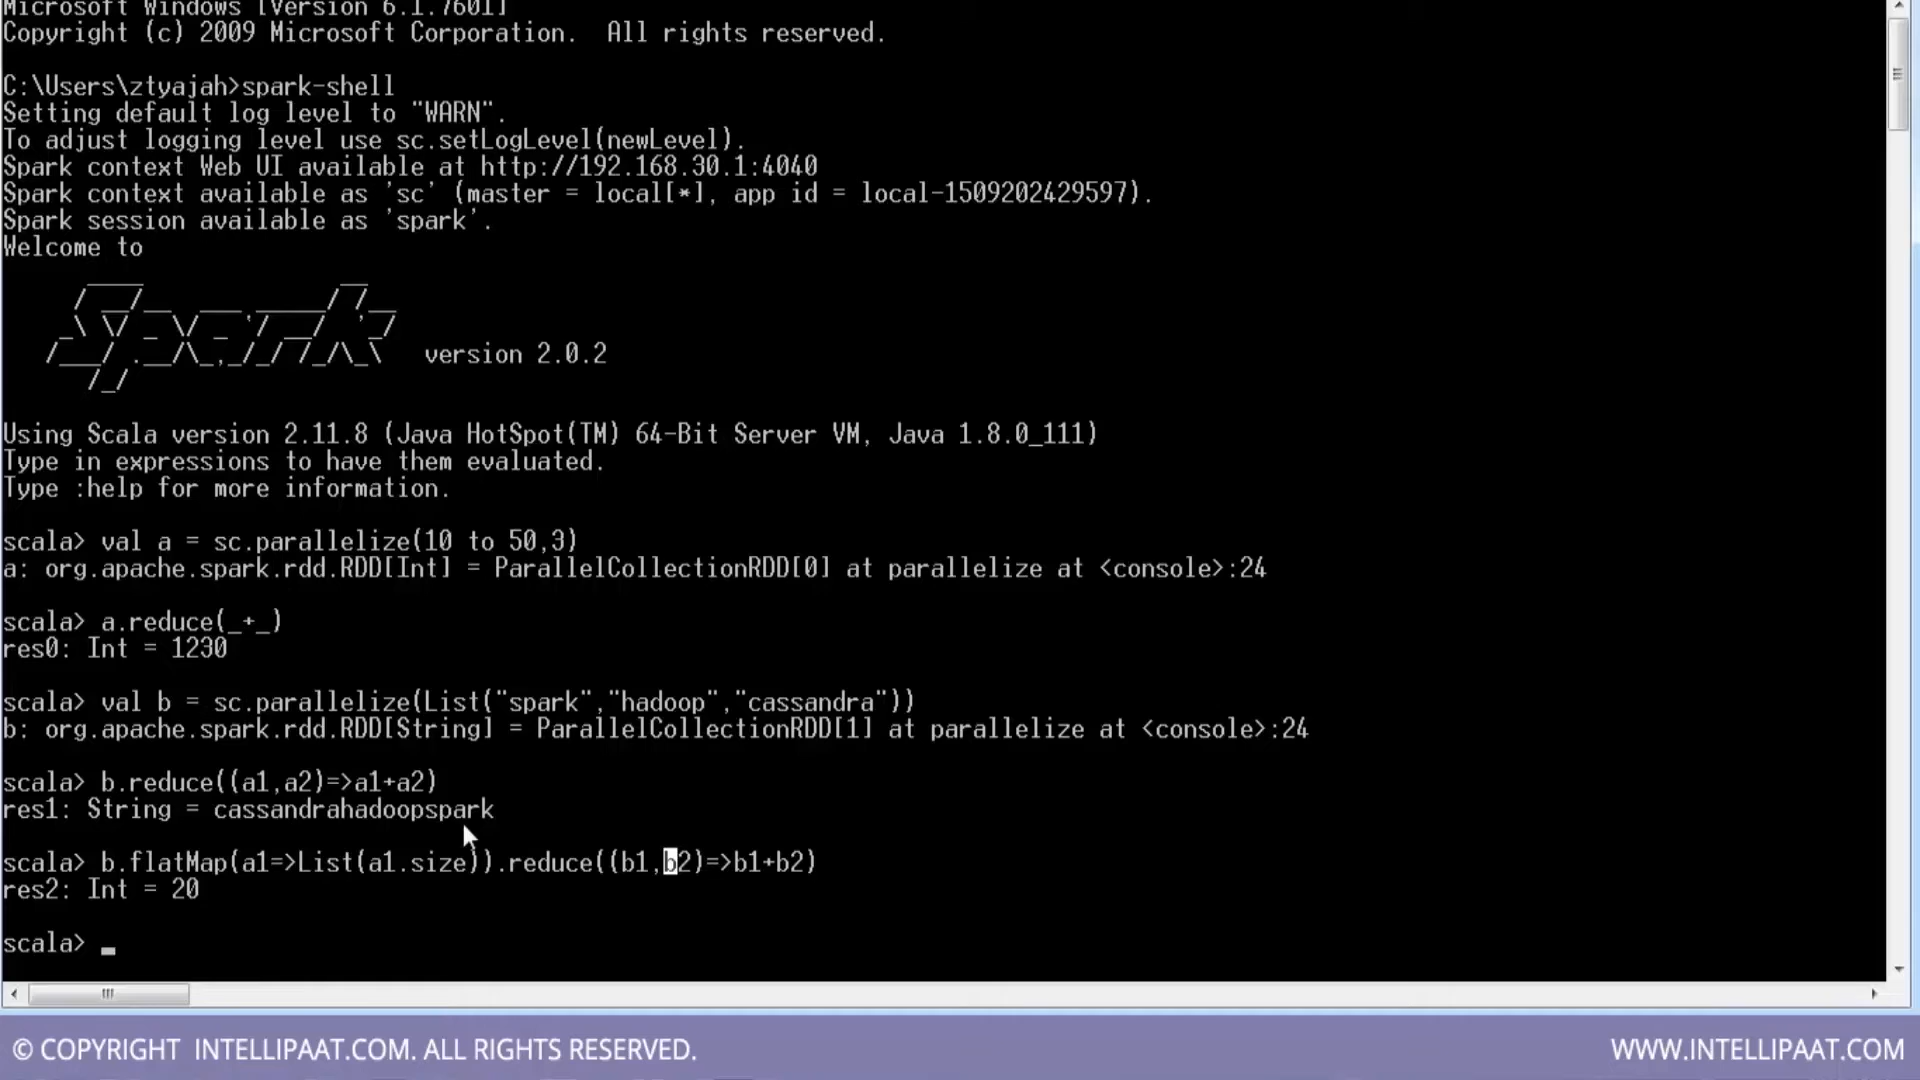 Microsoft Windows [Version 6.1.7601]
Copyright (c) 2009 Microsoft Corporation.  All rights reserved.
C:\Users\ztyajah>spark-shell
Setting default log level to "WARN".
To adjust logging level use sc.setLogLevel(newLevel).
Spark context Web UI available at http://192.168.30.1:4040
Spark context available as 'sc' (master = local[*], app id = local-1509202429597).
Spark session available as 'spark'.
Welcome to
Spark version 2.0.2
Using Scala version 2.11.8 (Java HotSpot(TM) 64-Bit Server VM, Java 1.8.0_111)
Type in expressions to have them evaluated.
Type :help for more information.
scala> val a = sc.parallelize(10 to 50,3)
a: org.apache.spark.rdd.RDD[Int] = ParallelCollectionRDD[0] at parallelize at <console>:24
scala> a.reduce(_+_)
res0: Int = 1230
scala> val b = sc.parallelize(List("spark","hadoop","cassandra"))
b: org.apache.spark.rdd.RDD[String] = ParallelCollectionRDD[1] at parallelize at <console>:24
scala> b.reduce((a1,a2)=>a1+a2)
res1: String = cassandrahadoopspark
scala> b.flatMap(a1=>List(a1.size)).reduce((b1,b2)=>b1+b2)
res2: Int = 20
scala> _
© COPYRIGHT INTELLIPAAT.COM. ALL RIGHTS RESERVED.
WWW.INTELLIPAAT.COM